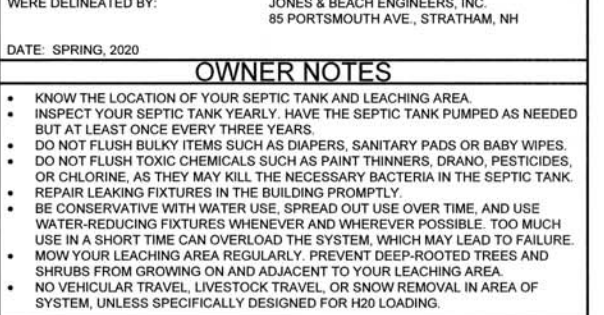 WERE DELINEATED BY: JONES & BEACH ENGINEERS, INC.
85 PORTSMOUTH AVE., STRATHAM, NH
DATE: SPRING, 2020
OWNER NOTES
• KNOW THE LOCATION OF YOUR SEPTIC TANK AND LEACHING AREA.
• INSPECT YOUR SEPTIC TANK YEARLY. HAVE THE SEPTIC TANK PUMPED AS NEEDED
BUT AT LEAST ONCE EVERY THREE YEARS.
• DO NOT FLUSH BULKY ITEMS SUCH AS DIAPERS, SANITARY PADS OR BABY WIPES.
• DO NOT FLUSH TOXIC CHEMICALS SUCH AS PAINT THINNERS, DRANO, PESTICIDES,
OR CHLORINE, AS THEY MAY KILL THE NECESSARY BACTERIA IN THE SEPTIC TANK.
• REPAIR LEAKING FIXTURES IN THE BUILDING PROMPTLY.
• BE CONSERVATIVE WITH WATER USE, SPREAD OUT USE OVER TIME, AND USE
WATER-REDUCING FIXTURES WHENEVER AND WHEREVER POSSIBLE. TOO MUCH
USE IN A SHORT TIME CAN OVERLOAD THE SYSTEM, WHICH MAY LEAD TO FAILURE.
• MOW YOUR LEACHING AREA REGULARLY. PREVENT DEEP-ROOTED TREES AND
SHRUBS FROM GROWING ON AND ADJACENT TO YOUR LEACHING AREA.
• NO VEHICULAR TRAVEL, LIVESTOCK TRAVEL, OR SNOW REMOVAL IN AREA OF
SYSTEM, UNLESS SPECIFICALLY DESIGNED FOR H20 LOADING.